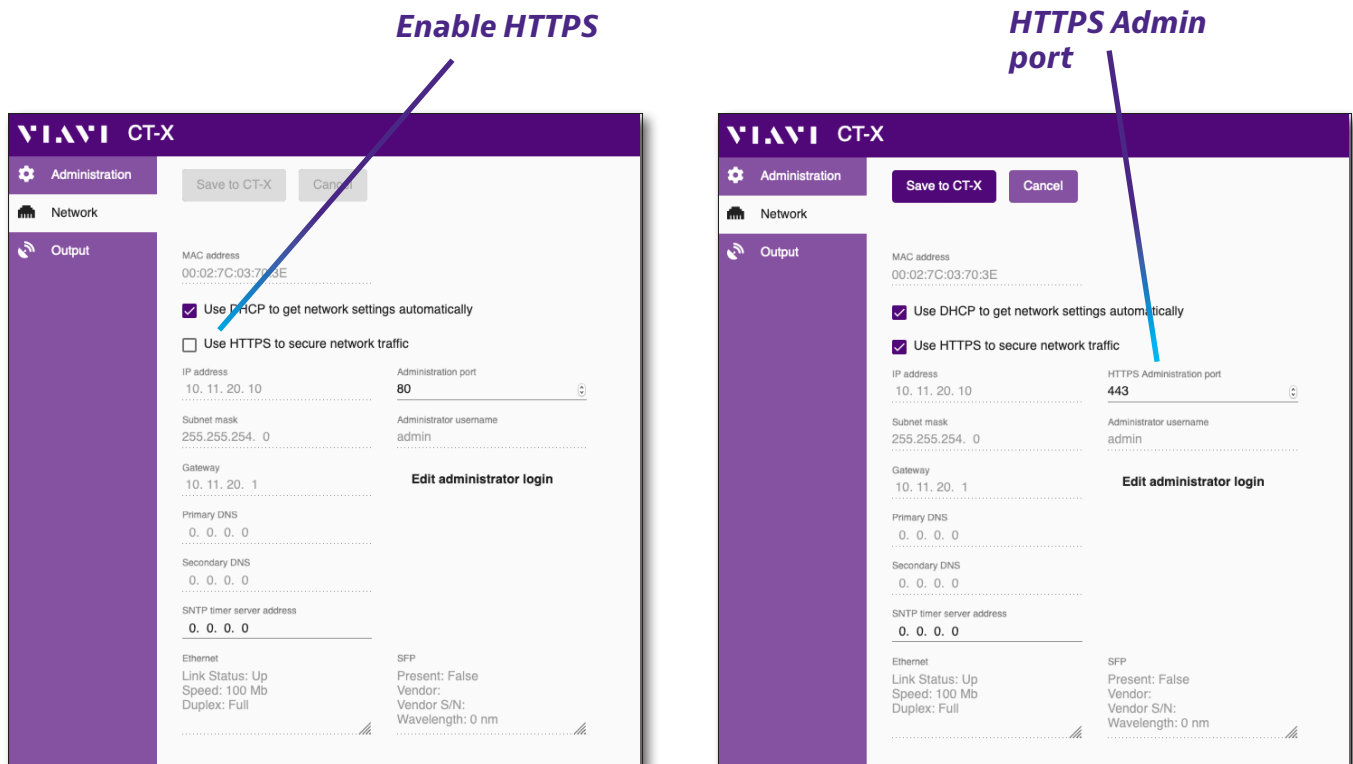 Enable HTTPS
HTTPS Admin
port
VIAVI CT-X
Administration
Network
Output
Save to CT-X
Cancel
MAC address
00:02:7C:03:70:3E
Use DHCP to get network settings automatically
Use HTTPS to secure network traffic
IP address
10. 11. 20. 10
Administration port
80
Subnet mask
255.255.254. 0
Administrator username
admin
Gateway
10. 11. 20. 1
Edit administrator login
Primary DNS
0. 0. 0. 0
Secondary DNS
0. 0. 0. 0
SNTP timer server address
0. 0. 0. 0
Ethernet
Link Status: Up
Speed: 100 Mb
Duplex: Full
SFP
Present: False
Vendor:
Vendor S/N:
Wavelength: 0 nm
VIAVI CT-X
Administration
Network
Output
Save to CT-X
Cancel
MAC address
00:02:7C:03:70:3E
Use DHCP to get network settings automatically
Use HTTPS to secure network traffic
IP address
10. 11. 20. 10
HTTPS Administration port
443
Subnet mask
255.255.254. 0
Administrator username
admin
Gateway
10. 11. 20. 1
Edit administrator login
Primary DNS
0. 0. 0. 0
Secondary DNS
0. 0. 0. 0
SNTP timer server address
0. 0. 0. 0
Ethernet
Link Status: Up
Speed: 100 Mb
Duplex: Full
SFP
Present: False
Vendor:
Vendor S/N:
Wavelength: 0 nm